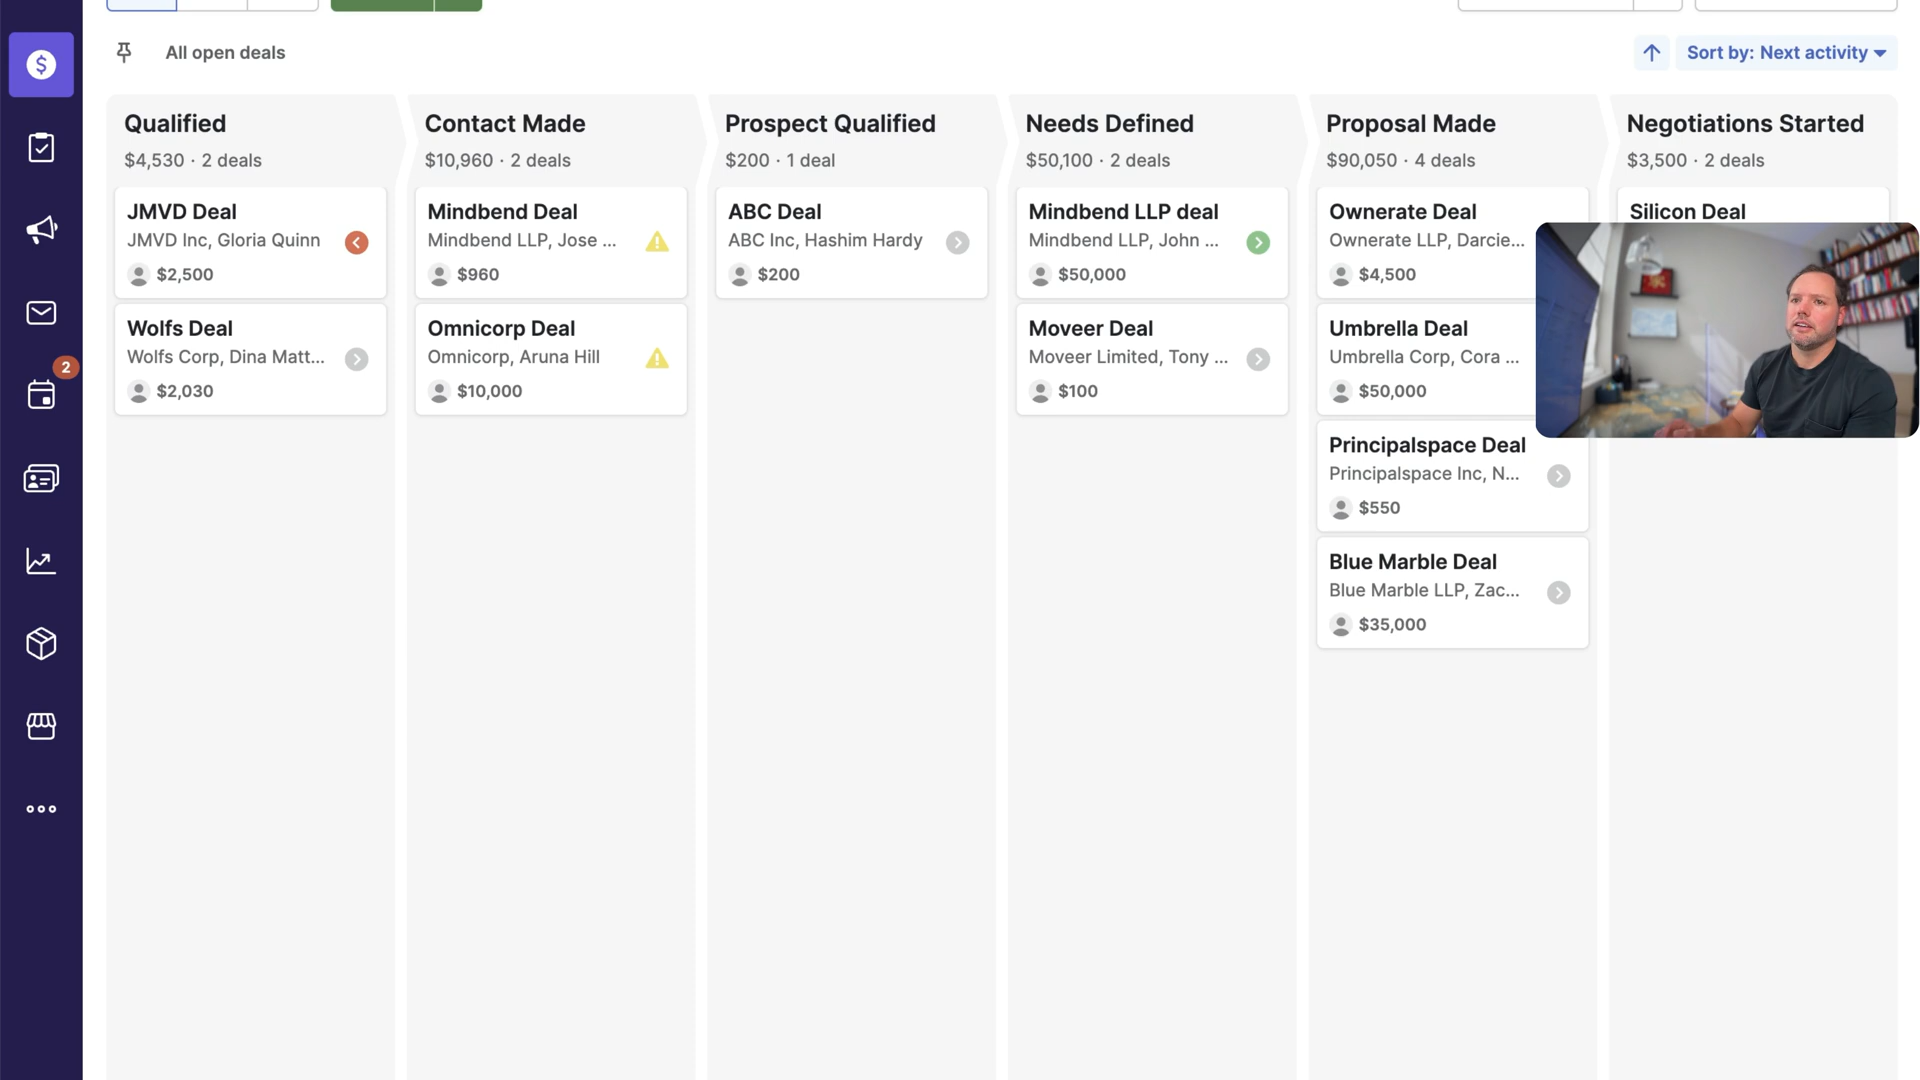 All open deals
Sort by: Next activity
2
Qualified
$4,530 · 2 deals
JMVD Deal
JMVD Inc, Gloria Quinn
$2,500
Wolfs Deal
Wolfs Corp, Dina Matt...
$2,030
Contact Made
$10,960 · 2 deals
Mindbend Deal
Mindbend LLP, Jose ...
$960
Omnicorp Deal
Omnicorp, Aruna Hill
$10,000
Prospect Qualified
$200 · 1 deal
ABC Deal
ABC Inc, Hashim Hardy
$200
Needs Defined
$50,100 · 2 deals
Mindbend LLP deal
Mindbend LLP, John ...
$50,000
Moveer Deal
Moveer Limited, Tony ...
$100
Proposal Made
$90,050 · 4 deals
Ownerate Deal
Ownerate LLP, Darcie...
$4,500
Umbrella Deal
Umbrella Corp, Cora ...
$50,000
Principalspace Deal
Principalspace Inc, N...
$550
Blue Marble Deal
Blue Marble LLP, Zac...
$35,000
Negotiations Started
$3,500 · 2 deals
Silicon Deal